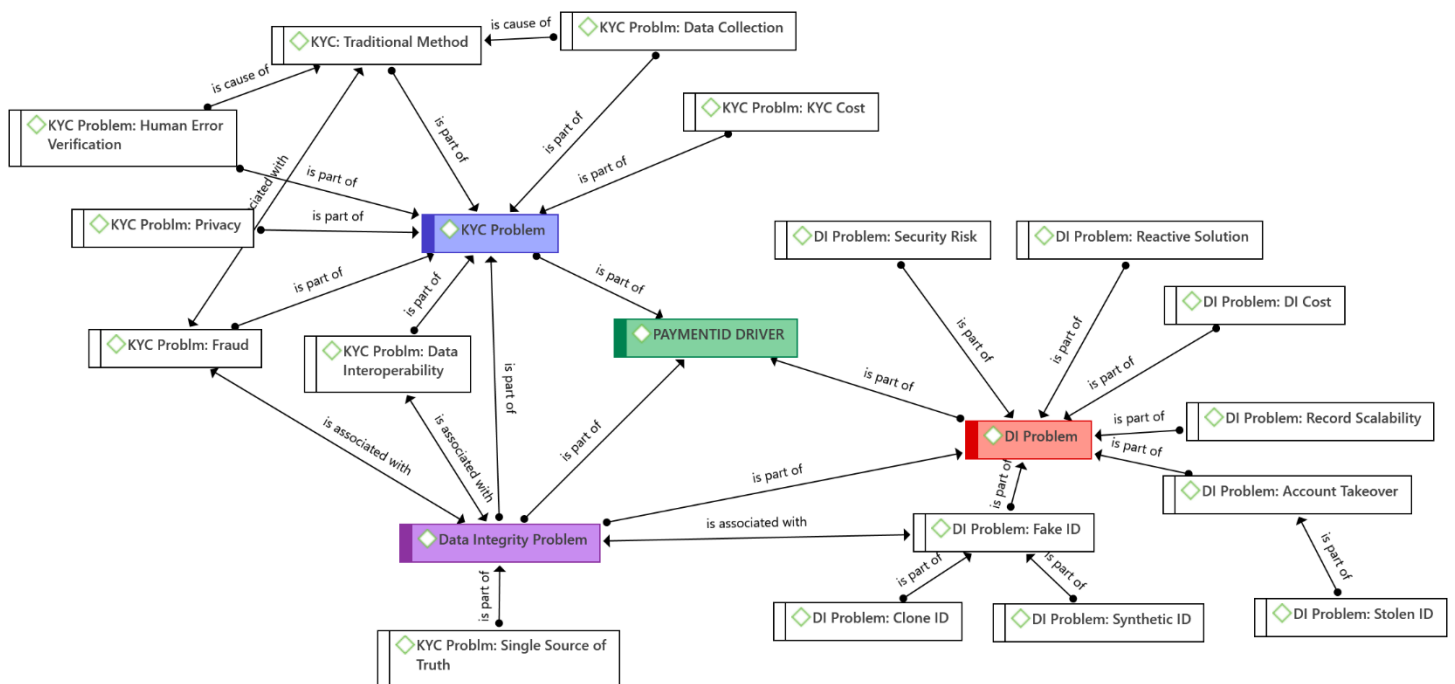 is cause of
KYC: Traditional Method
KYC Problm: Data Collection
is cause of
KYC Problem: Human Error
Verification
is part of
is part of
KYC Problm: KYC Cost
is part of
is part of
ciated with
KYC Problm: Privacy
is part of
KYC Problem
DI Problem: Security Risk
DI Problem: Reactive Solution
is part of
is part of
is part of
DI Problem: DI Cost
KYC Problm: Fraud
KYC Problm: Data
Interoperability
PAYMENTID DRIVER
is part of
is part of
is part of
is part of
is part of
is part of
DI Problem: Record Scalability
is part of
DI Problem
is part of
is associated with
is associated with
is part of
is part of
is part of
DI Problem: Account Takeover
Data Integrity Problem
is associated with
DI Problem: Fake ID
is part of
is part of
is part of
is part of
DI Problem: Clone ID
DI Problem: Synthetic ID
DI Problem: Stolen ID
KYC Problm: Single Source of
Truth